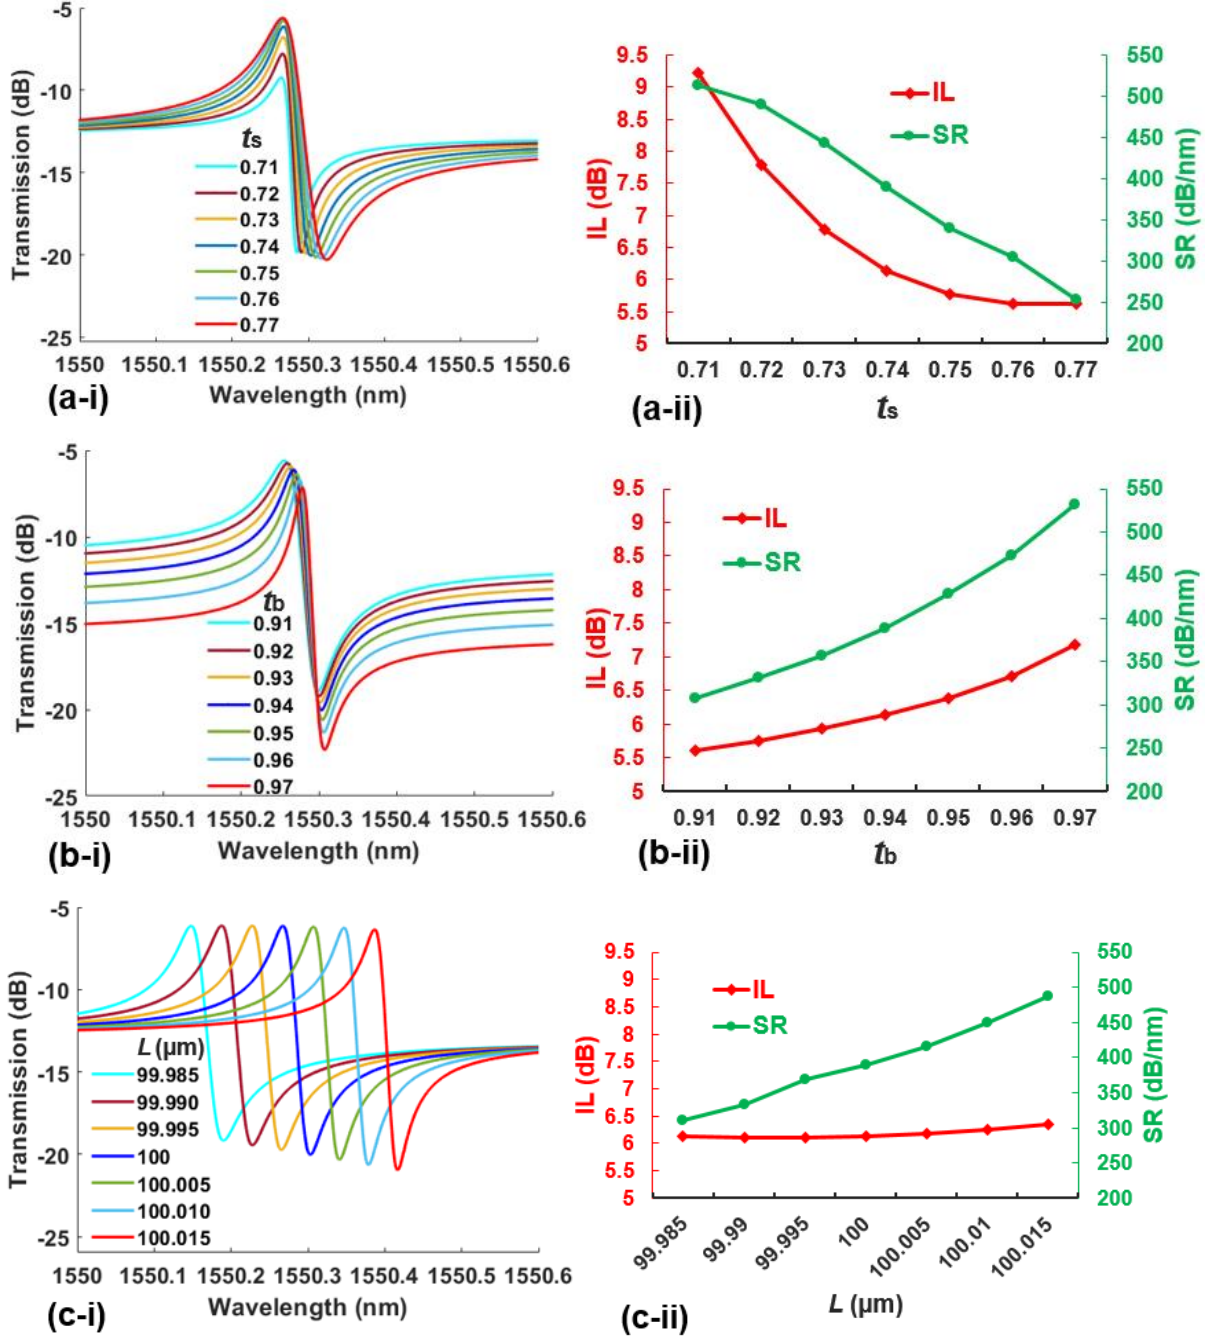 -5
-10
-15
-20
-25
Transmission (dB)
ts
0.71
0.72
0.73
0.74
0.75
0.76
0.77
1550 1550.1 1550.2 1550.3 1550.4 1550.5 1550.6
Wavelength (nm)
(a-i)
9.5
9
8.5
8
7.5
7
6.5
6
5.5
5
IL (dB)
IL
SR
550
500
450
400
350
300
250
200
SR (dB/nm)
0.71 0.72 0.73 0.74 0.75 0.76 0.77
ts
(a-ii)
-5
-10
-15
-20
-25
Transmission (dB)
tb
0.91
0.92
0.93
0.94
0.95
0.96
0.97
1550 1550.1 1550.2 1550.3 1550.4 1550.5 1550.6
Wavelength (nm)
(b-i)
9.5
9
8.5
8
7.5
7
6.5
6
5.5
5
IL (dB)
IL
SR
550
500
450
400
350
300
250
200
SR (dB/nm)
0.91 0.92 0.93 0.94 0.95 0.96 0.97
tb
(b-ii)
-5
-10
-15
-20
-25
Transmission (dB)
L (μm)
99.985
99.990
99.995
100
100.005
100.010
100.015
1550 1550.1 1550.2 1550.3 1550.4 1550.5 1550.6
Wavelength (nm)
(c-i)
9.5
9
8.5
8
7.5
7
6.5
6
5.5
5
IL (dB)
IL
SR
550
500
450
400
350
300
250
200
SR (dB/nm)
99.985 99.99 99.995 100 100.005 100.01 100.015
L (μm)
(c-ii)